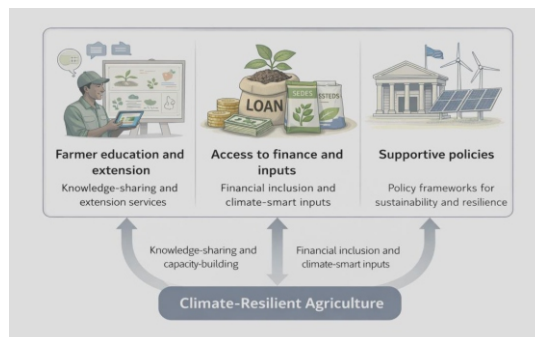 LOAN
SEDES
ESTEDS
Farmer education and
extension
Knowledge-sharing and
extension services
Access to finance and
inputs
Financial inclusion and
climate-smart inputs
Supportive policies
Policy frameworks for
sustainability and resilience
Knowledge-sharing and
capacity-building
Financial inclusion and
climate-smart inputs
Climate-Resilient Agriculture